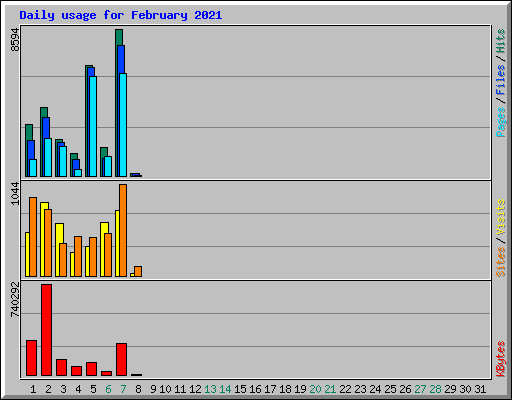 Daily usage for February 2021
8594
Pages / Files / Hits
1044
Sites / Visits
740292
KBytes
1 2 3 4 5 6 7 8 9 10 11 12 13 14 15 16 17 18 19 20 21 22 23 24 25 26 27 28 29 30 31